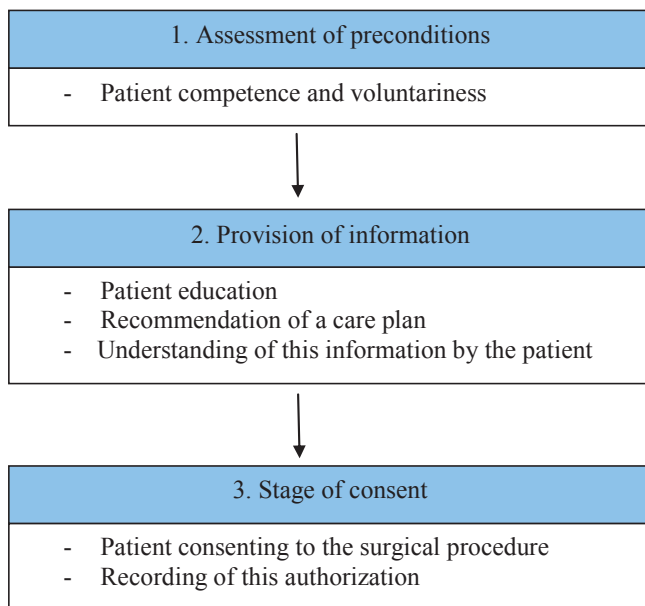 1. Assessment of preconditions
- Patient competence and voluntariness
2. Provision of information
- Patient education
- Recommendation of a care plan
- Understanding of this information by the patient
3. Stage of consent
- Patient consenting to the surgical procedure
- Recording of this authorization